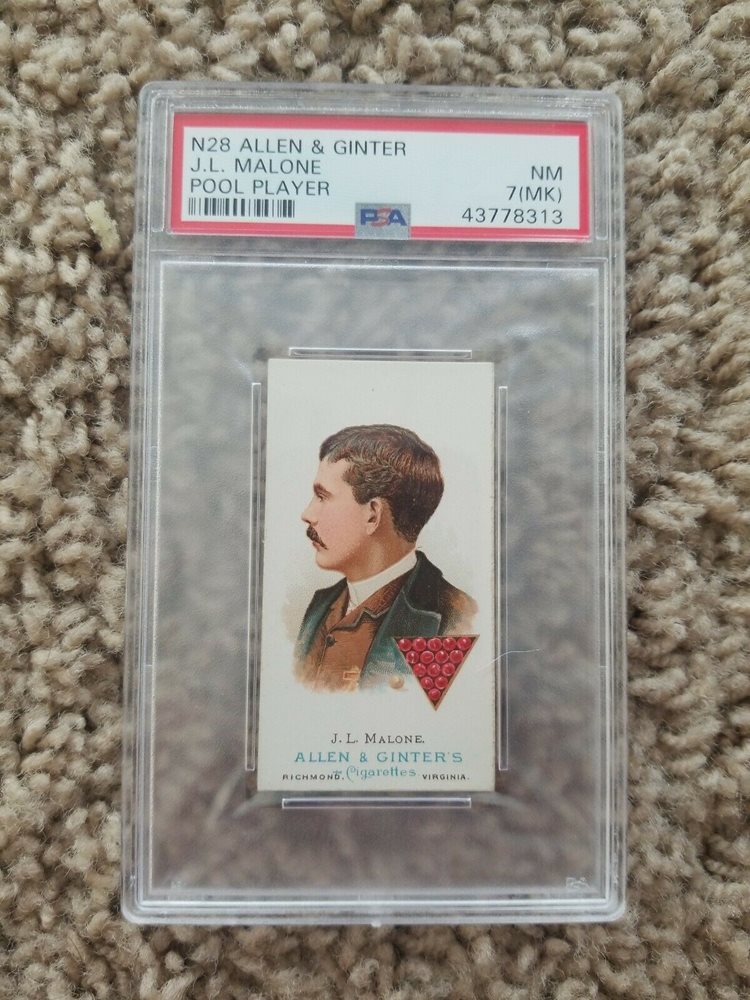 N28 ALLEN & GINTER
J.L. MALONE
POOL PLAYER
NM
7(MK)
PSA
43778313
J. L. MALONE.
ALLEN & GINTER'S
Cigarettes
RICHMOND, VIRGINIA.